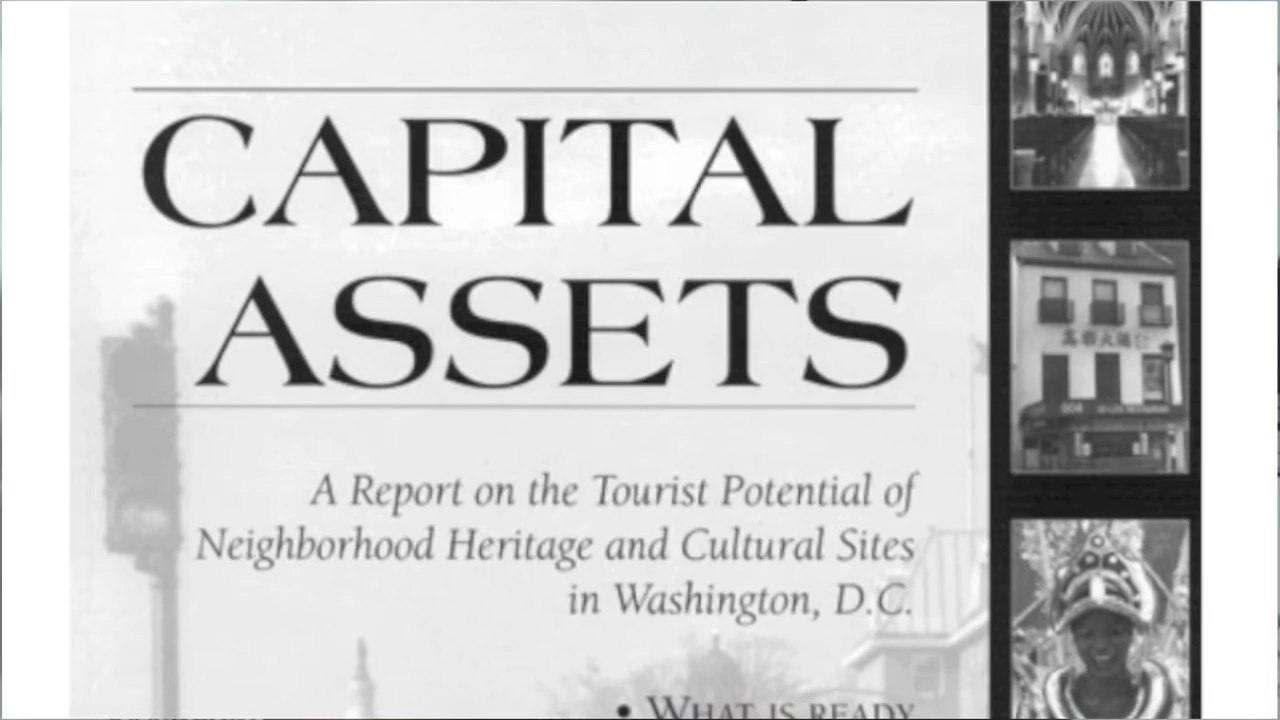 CAPITAL
ASSETS
A Report on the Tourist Potential of
Neighborhood Heritage and Cultural Sites
in Washington, D.C.
• WHAT IS READY